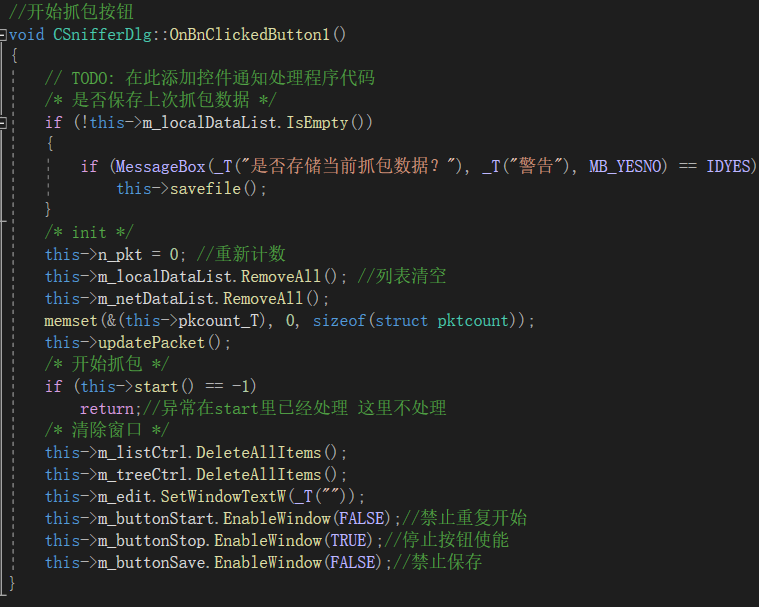 //开始抓包按钮
void CSnifferDlg::OnBnClickedButton1()
{
// TODO: 在此添加控件通知处理程序代码
/* 是否保存上次抓包数据 */
if (!this->m_localDataList.IsEmpty())
{
if (MessageBox(_T("是否存储当前抓包数据？"), _T("警告"), MB_YESNO) == IDYES)
this->savefile();
}
/* init */
this->n_pkt = 0; //重新计数
this->m_localDataList.RemoveAll(); //列表清空
this->m_netDataList.RemoveAll();
memset(&(this->pkcount_T), 0, sizeof(struct pktcount));
this->updatePacket();
/* 开始抓包 */
if (this->start() == -1)
return;//异常在start里已经处理 这里不处理
/* 清除窗口 */
this->m_listCtrl.DeleteAllItems();
this->m_treeCtrl.DeleteAllItems();
this->m_edit.SetWindowTextW(_T(""));
this->m_buttonStart.EnableWindow(FALSE);//禁止重复开始
this->m_buttonStop.EnableWindow(TRUE);//停止按钮使能
this->m_buttonSave.EnableWindow(FALSE);//禁止保存
}